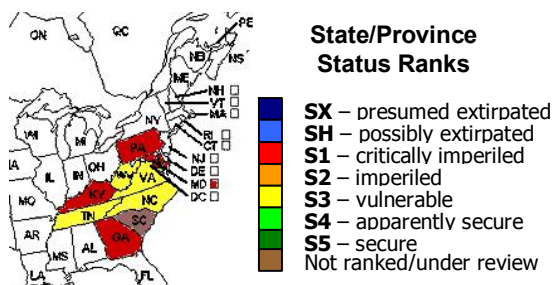 State/Province
Status Ranks
SX – presumed extirpated
SH – possibly extirpated
S1 – critically imperiled
S2 – imperiled
S3 – vulnerable
S4 – apparently secure
S5 – secure
Not ranked/under review
PE
QC
ON
NB
NS
ME
NH
VT
MA
NY
WI
MI
RI
CT
PA
NJ
IA
OH
DE
IL
IN
WV
VA
MD
DC
MO
KY
NC
TN
SC
AR
MS
AL
GA
LA
FL